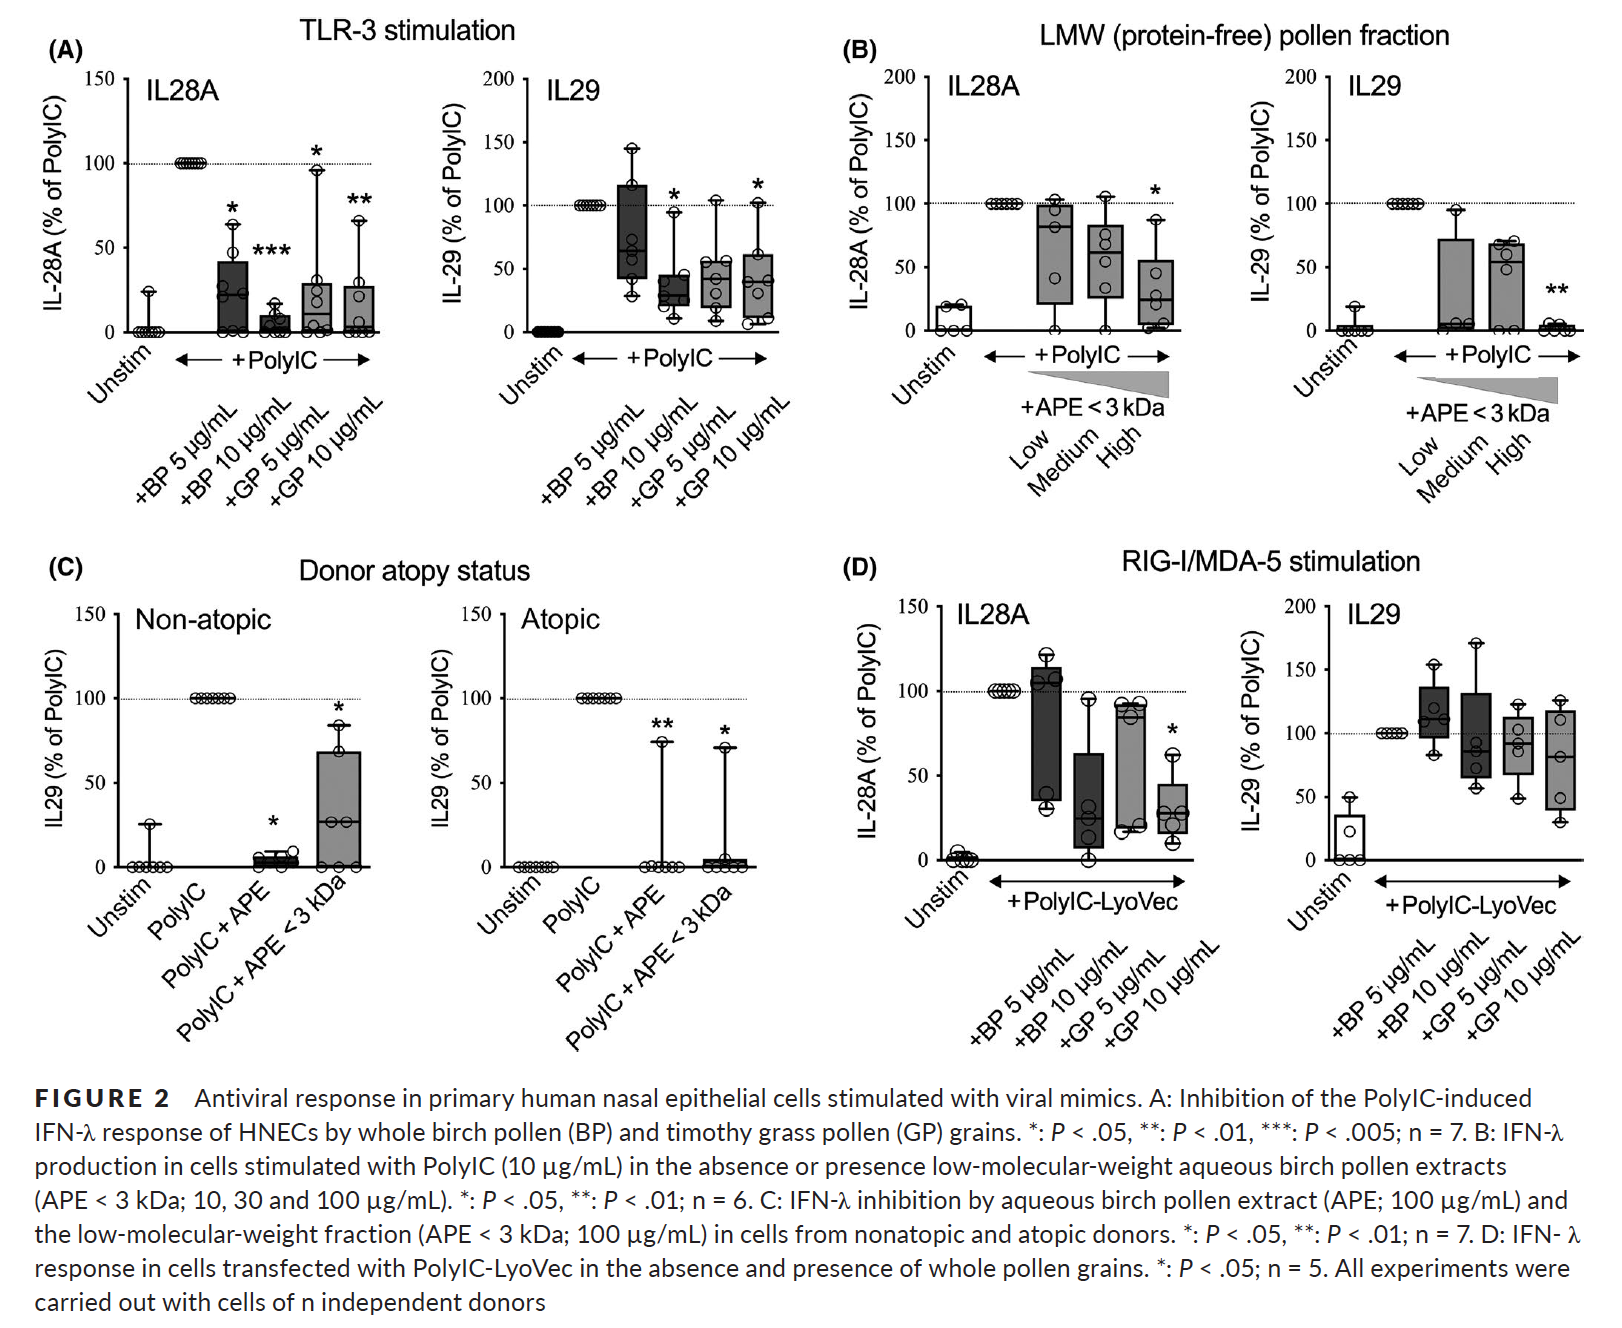 TLR-3 stimulation
(A)
IL28A
IL-28A (% of PolyIC)
150
100
50
0
*
***
*
**
Unstim
+PolyIC
+BP 5 µg/mL
+BP 10 µg/mL
+GP 5 µg/mL
+GP 10 µg/mL
IL29
IL-29 (% of PolyIC)
200
150
100
50
0
*
*
Unstim
+PolyIC
+BP 5 µg/mL
+BP 10 µg/mL
+GP 5 µg/mL
+GP 10 µg/mL
(B)
LMW (protein-free) pollen fraction
IL28A
IL-28A (% of PolyIC)
200
150
100
50
0
*
Unstim
+PolyIC
+APE < 3 kDa
Low
Medium
High
IL29
IL-29 (% of PolyIC)
200
150
100
50
0
**
Unstim
+PolyIC
+APE < 3 kDa
Low
Medium
High
(C)
Donor atopy status
Non-atopic
IL29 (% of PolyIC)
150
100
50
0
*
*
Unstim
PolyIC
PolyIC + APE
PolyIC + APE < 3 kDa
Atopic
IL29 (% of PolyIC)
150
100
50
0
**
*
Unstim
PolyIC
PolyIC + APE
PolyIC + APE < 3 kDa
(D)
RIG-I/MDA-5 stimulation
IL28A
IL-28A (% of PolyIC)
150
100
50
0
*
Unstim
+PolyIC-LyoVec
+BP 5 µg/mL
+BP 10 µg/mL
+GP 5 µg/mL
+GP 10 µg/mL
IL29
IL-29 (% of PolyIC)
200
150
100
50
0
Unstim
+PolyIC-LyoVec
+BP 5 µg/mL
+BP 10 µg/mL
+GP 5 µg/mL
+GP 10 µg/mL
FIGURE 2 Antiviral response in primary human nasal epithelial cells stimulated with viral mimics. A: Inhibition of the PolyIC-induced
IFN-λ response of HNECs by whole birch pollen (BP) and timothy grass pollen (GP) grains. *: P < .05, **: P < .01, ***: P < .005; n = 7. B: IFN-λ
production in cells stimulated with PolyIC (10 µg/mL) in the absence or presence low-molecular-weight aqueous birch pollen extracts
(APE < 3 kDa; 10, 30 and 100 µg/mL). *: P < .05, **: P < .01; n = 6. C: IFN-λ inhibition by aqueous birch pollen extract (APE; 100 µg/mL) and
the low-molecular-weight fraction (APE < 3 kDa; 100 µg/mL) in cells from nonatopic and atopic donors. *: P < .05, **: P < .01; n = 7. D: IFN- λ
response in cells transfected with PolyIC-LyoVec in the absence and presence of whole pollen grains. *: P < .05; n = 5. All experiments were
carried out with cells of n independent donors